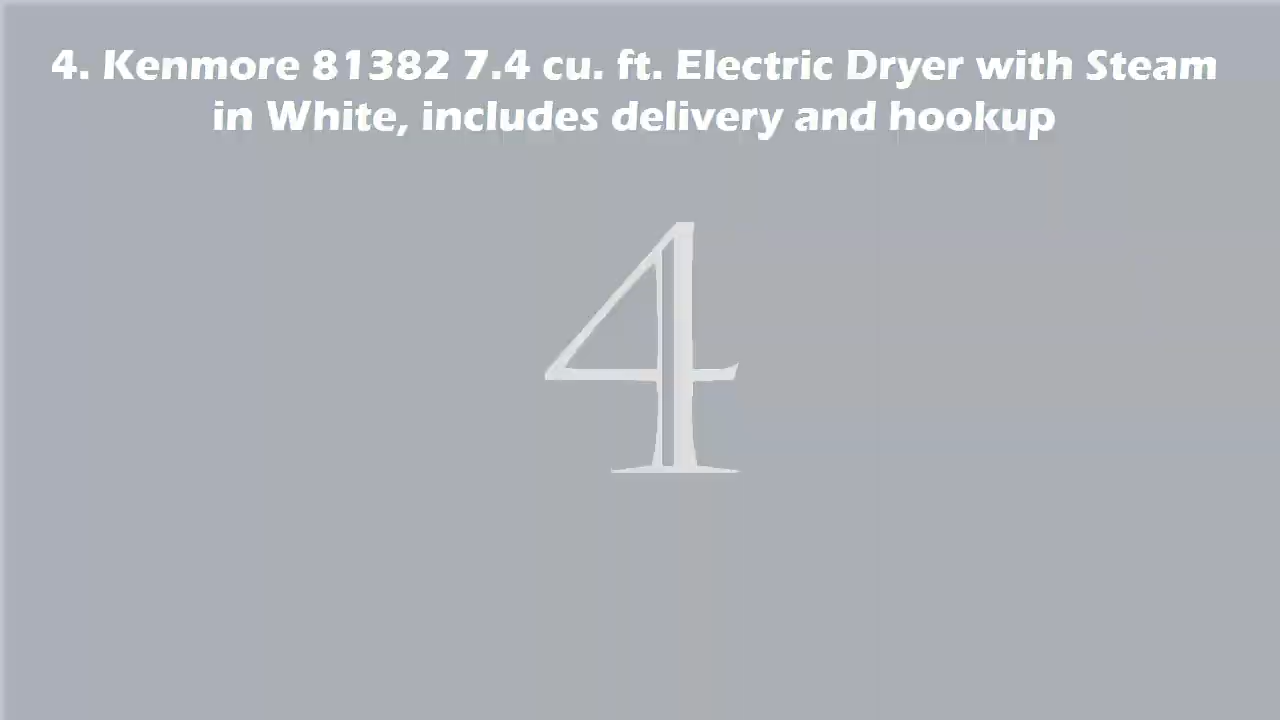 4. Kenmore 81382 7.4 cu. ft. Electric Dryer with Steam
in White, includes delivery and hookup
4